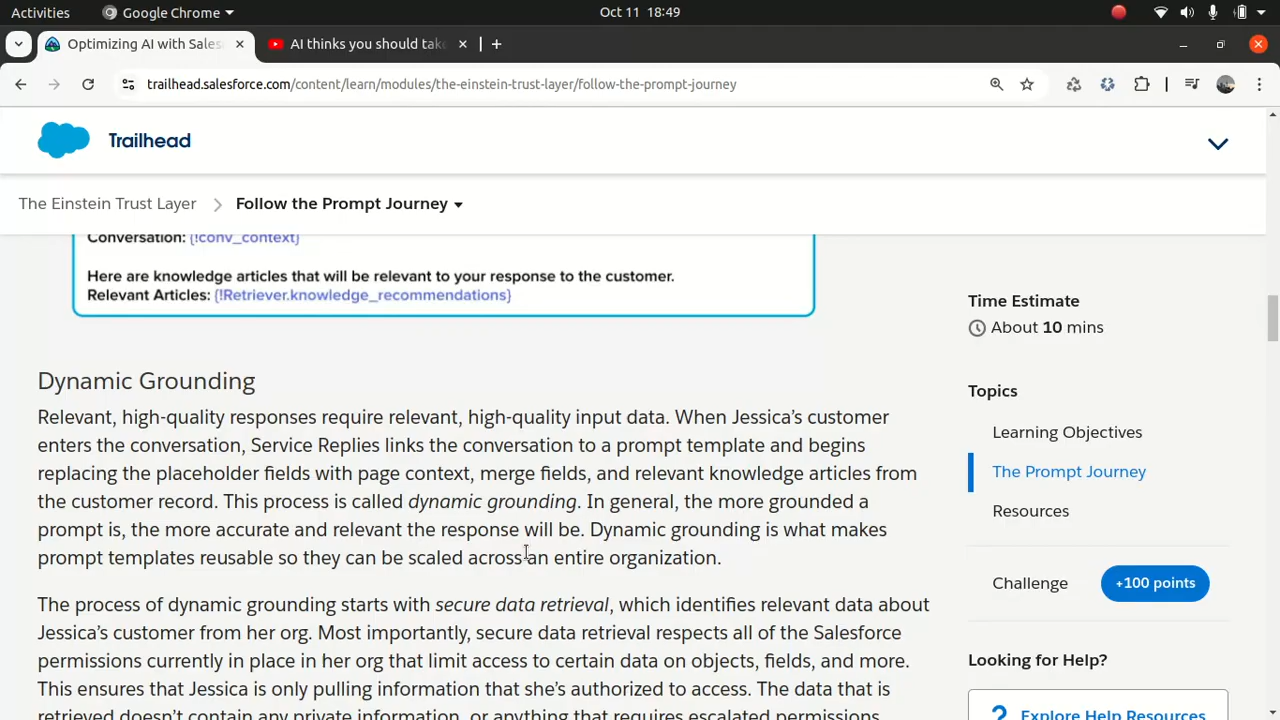 Activities
Google Chrome
Oct 11 18:49
Optimizing AI with Sales
AI thinks you should tak
trailhead.salesforce.com/content/learn/modules/the-einstein-trust-layer/follow-the-prompt-journey
Trailhead
The Einstein Trust Layer
Follow the Prompt Journey
Conversation: {!conv_context}
Here are knowledge articles that will be relevant to your response to the customer.
Relevant Articles: {!Retriever.knowledge_recommendations}
Dynamic Grounding
Relevant, high-quality responses require relevant, high-quality input data. When Jessica’s customer
enters the conversation, Service Replies links the conversation to a prompt template and begins
replacing the placeholder fields with page context, merge fields, and relevant knowledge articles from
the customer record. This process is called dynamic grounding. In general, the more grounded a
prompt is, the more accurate and relevant the response will be. Dynamic grounding is what makes
prompt templates reusable so they can be scaled across an entire organization.
The process of dynamic grounding starts with secure data retrieval, which identifies relevant data about
Jessica’s customer from her org. Most importantly, secure data retrieval respects all of the Salesforce
permissions currently in place in her org that limit access to certain data on objects, fields, and more.
This ensures that Jessica is only pulling information that she’s authorized to access. The data that is
retrieved doesn’t contain any private information, or anything that requires escalated permissions.
Time Estimate
About 10 mins
Topics
Learning Objectives
The Prompt Journey
Resources
Challenge
+100 points
Looking for Help?
? Explore Help Resources